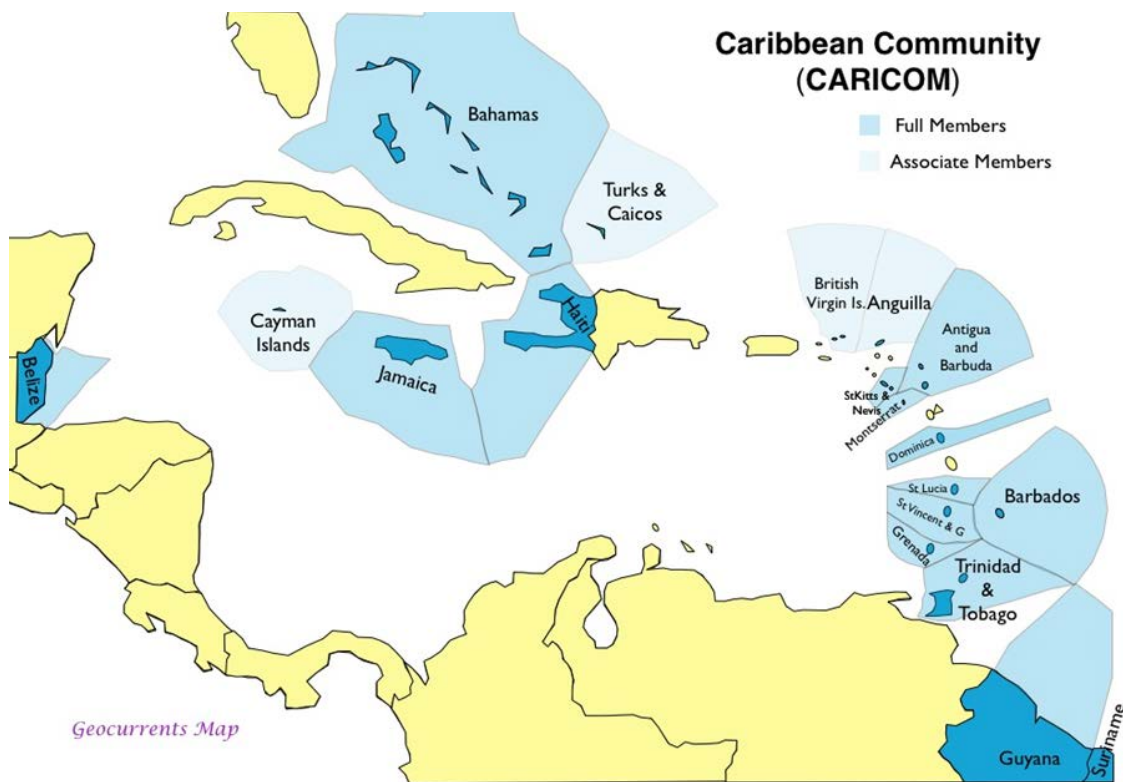 Caribbean Community
(CARICOM)
Full Members
Associate Members
Bahamas
Turks &
Caicos
British
Virgin Is.
Anguilla
Haiti
Cayman
Islands
Antigua
and
Barbuda
Belize
Jamaica
StKitts &
Nevis
Montserrat
Dominica
St Lucia
Barbados
St Vincent & G
Grenada
Trinidad
&
Tobago
Geocurrents Map
Guyana
Suriname